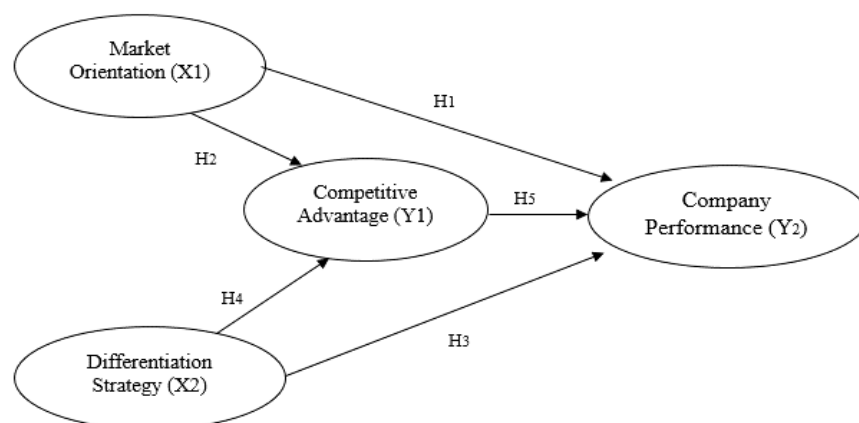 Market
Orientation (X1)
H1
H2
Competitive
Advantage (Y1)
H5
Company
Performance (Y2)
H4
H3
Differentiation
Strategy (X2)